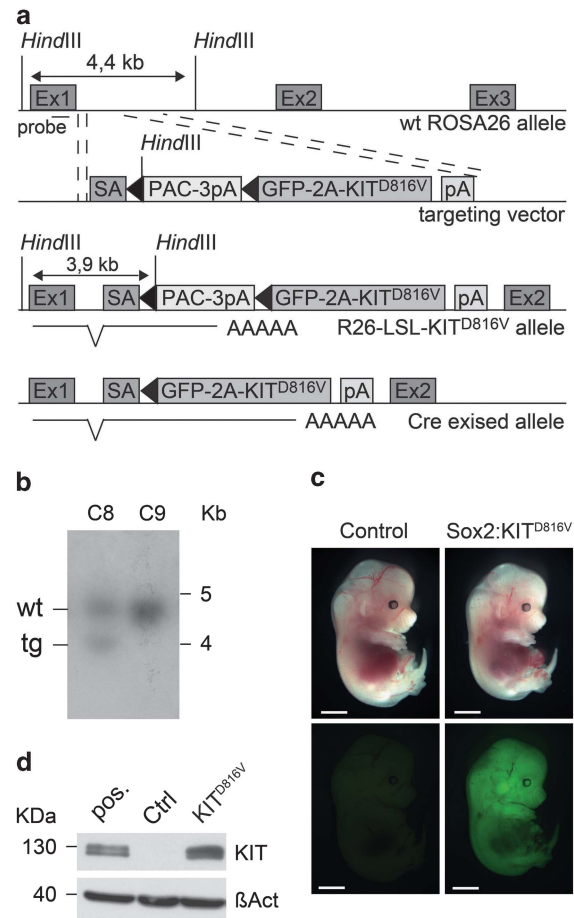 a
HindIII HindIII
4,4 kb
Ex1 Ex2 Ex3
probe wt ROSA26 allele
HindIII
SA PAC-3pA GFP-2A-KITD816V pA
targeting vector
HindIII HindIII
3,9 kb
Ex1 SA PAC-3pA GFP-2A-KITD816V pA Ex2
AAAAA R26-LSL-KITD816V allele
Ex1 SA GFP-2A-KITD816V pA Ex2
AAAAA Cre exised allele
b
C8 C9 Kb
wt 5
tg 4
c
Control Sox2:KITD816V
d
KDa pos. Ctrl KITD816V
130 KIT
40 ßAct